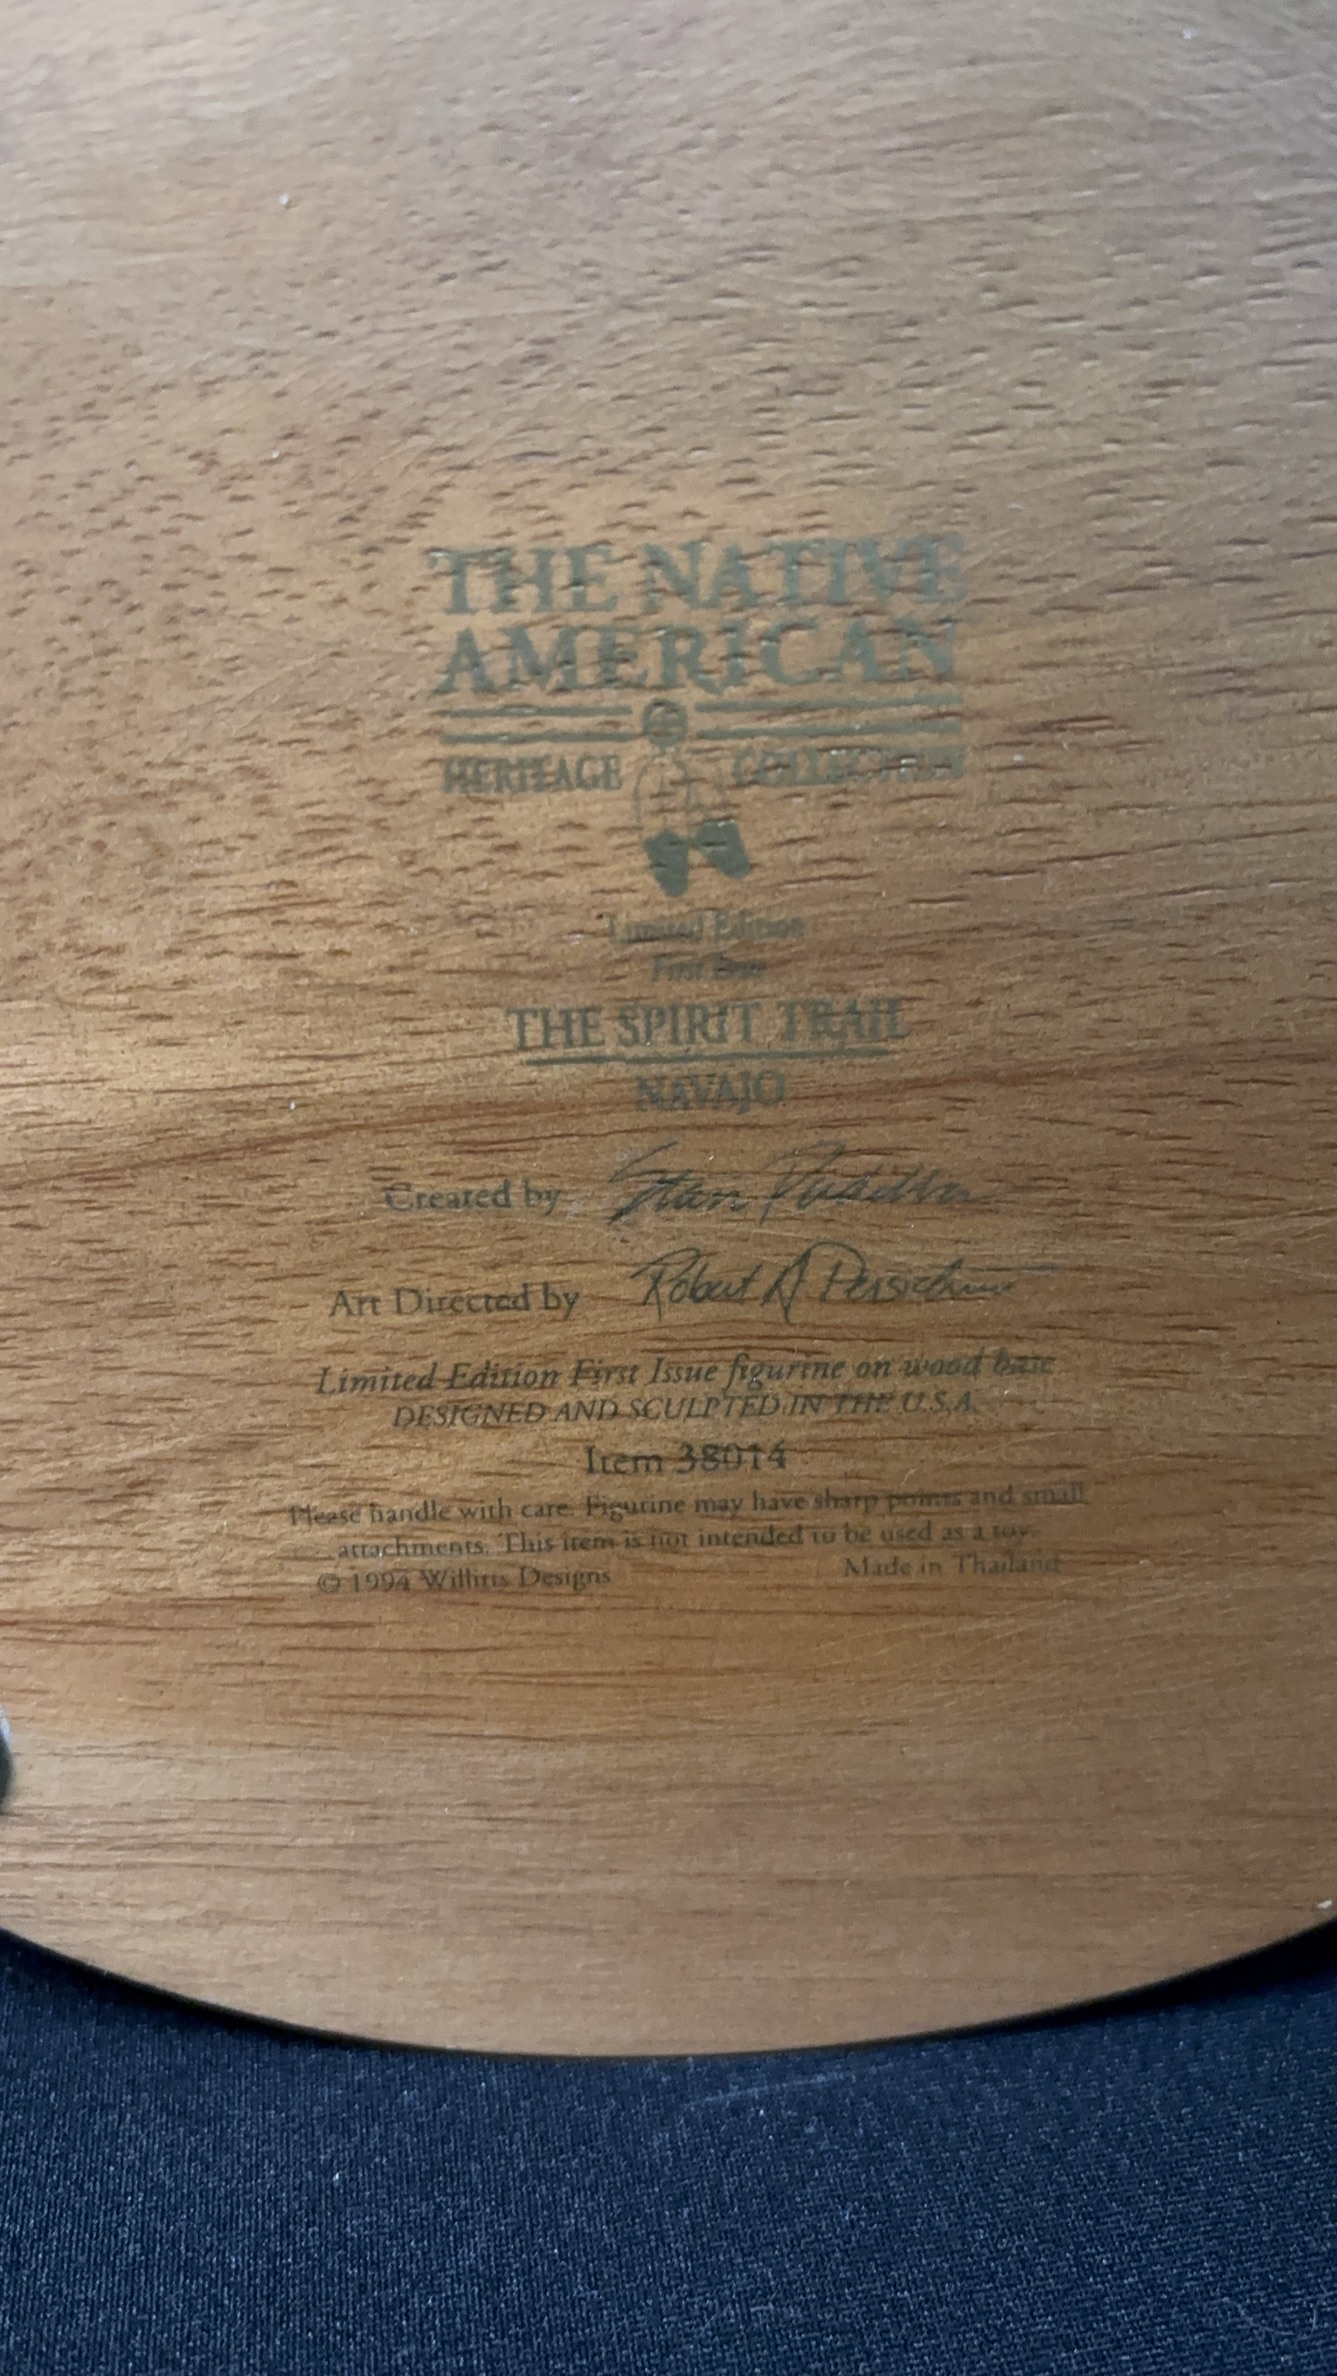 THE NATIVE
AMERICAN
HERITAGE COLLECTION
Limited Edition
First Issue
THE SPIRIT TRAIL
NAVAJO
Created by Stan
Art Directed by Robert A
Limited Edition First Issue figurine on wood base
DESIGNED AND SCULPTED IN THE U.S.A.
Item 38014
Please handle with care. Figurine may have sharp points and small
attachments. This item is not intended to be used as a toy.
© 1994 Willitts Designs Made in Thailand